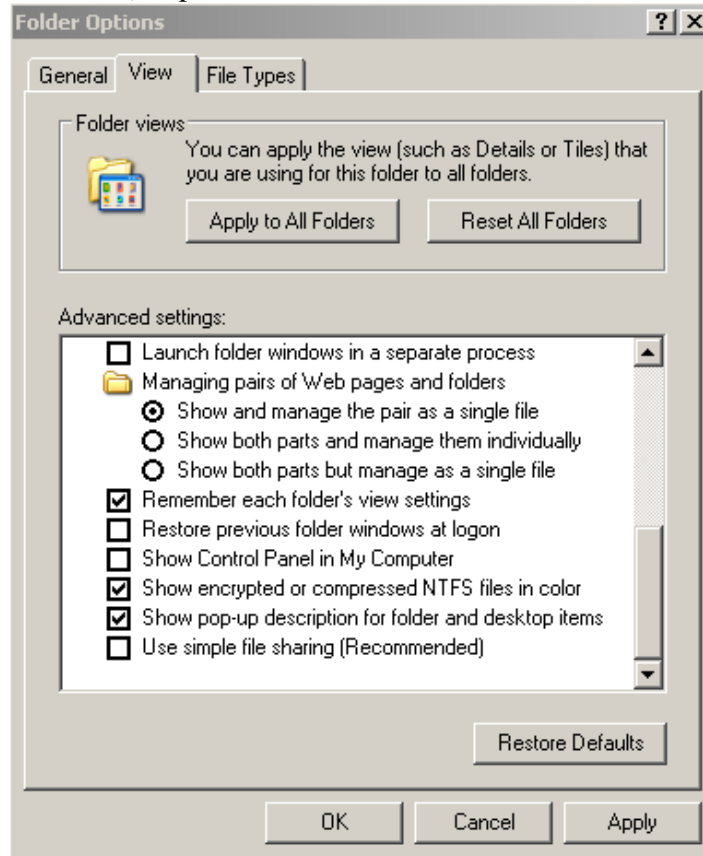 Folder Options
General
View
File Types
Folder views
You can apply the view (such as Details or Tiles) that
you are using for this folder to all folders.
Apply to All Folders
Reset All Folders
Advanced settings:
Launch folder windows in a separate process
Managing pairs of Web pages and folders
Show and manage the pair as a single file
Show both parts and manage them individually
Show both parts but manage as a single file
Remember each folder's view settings
Restore previous folder windows at logon
Show Control Panel in My Computer
Show encrypted or compressed NTFS files in color
Show pop-up description for folder and desktop items
Use simple file sharing (Recommended)
Restore Defaults
OK
Cancel
Apply